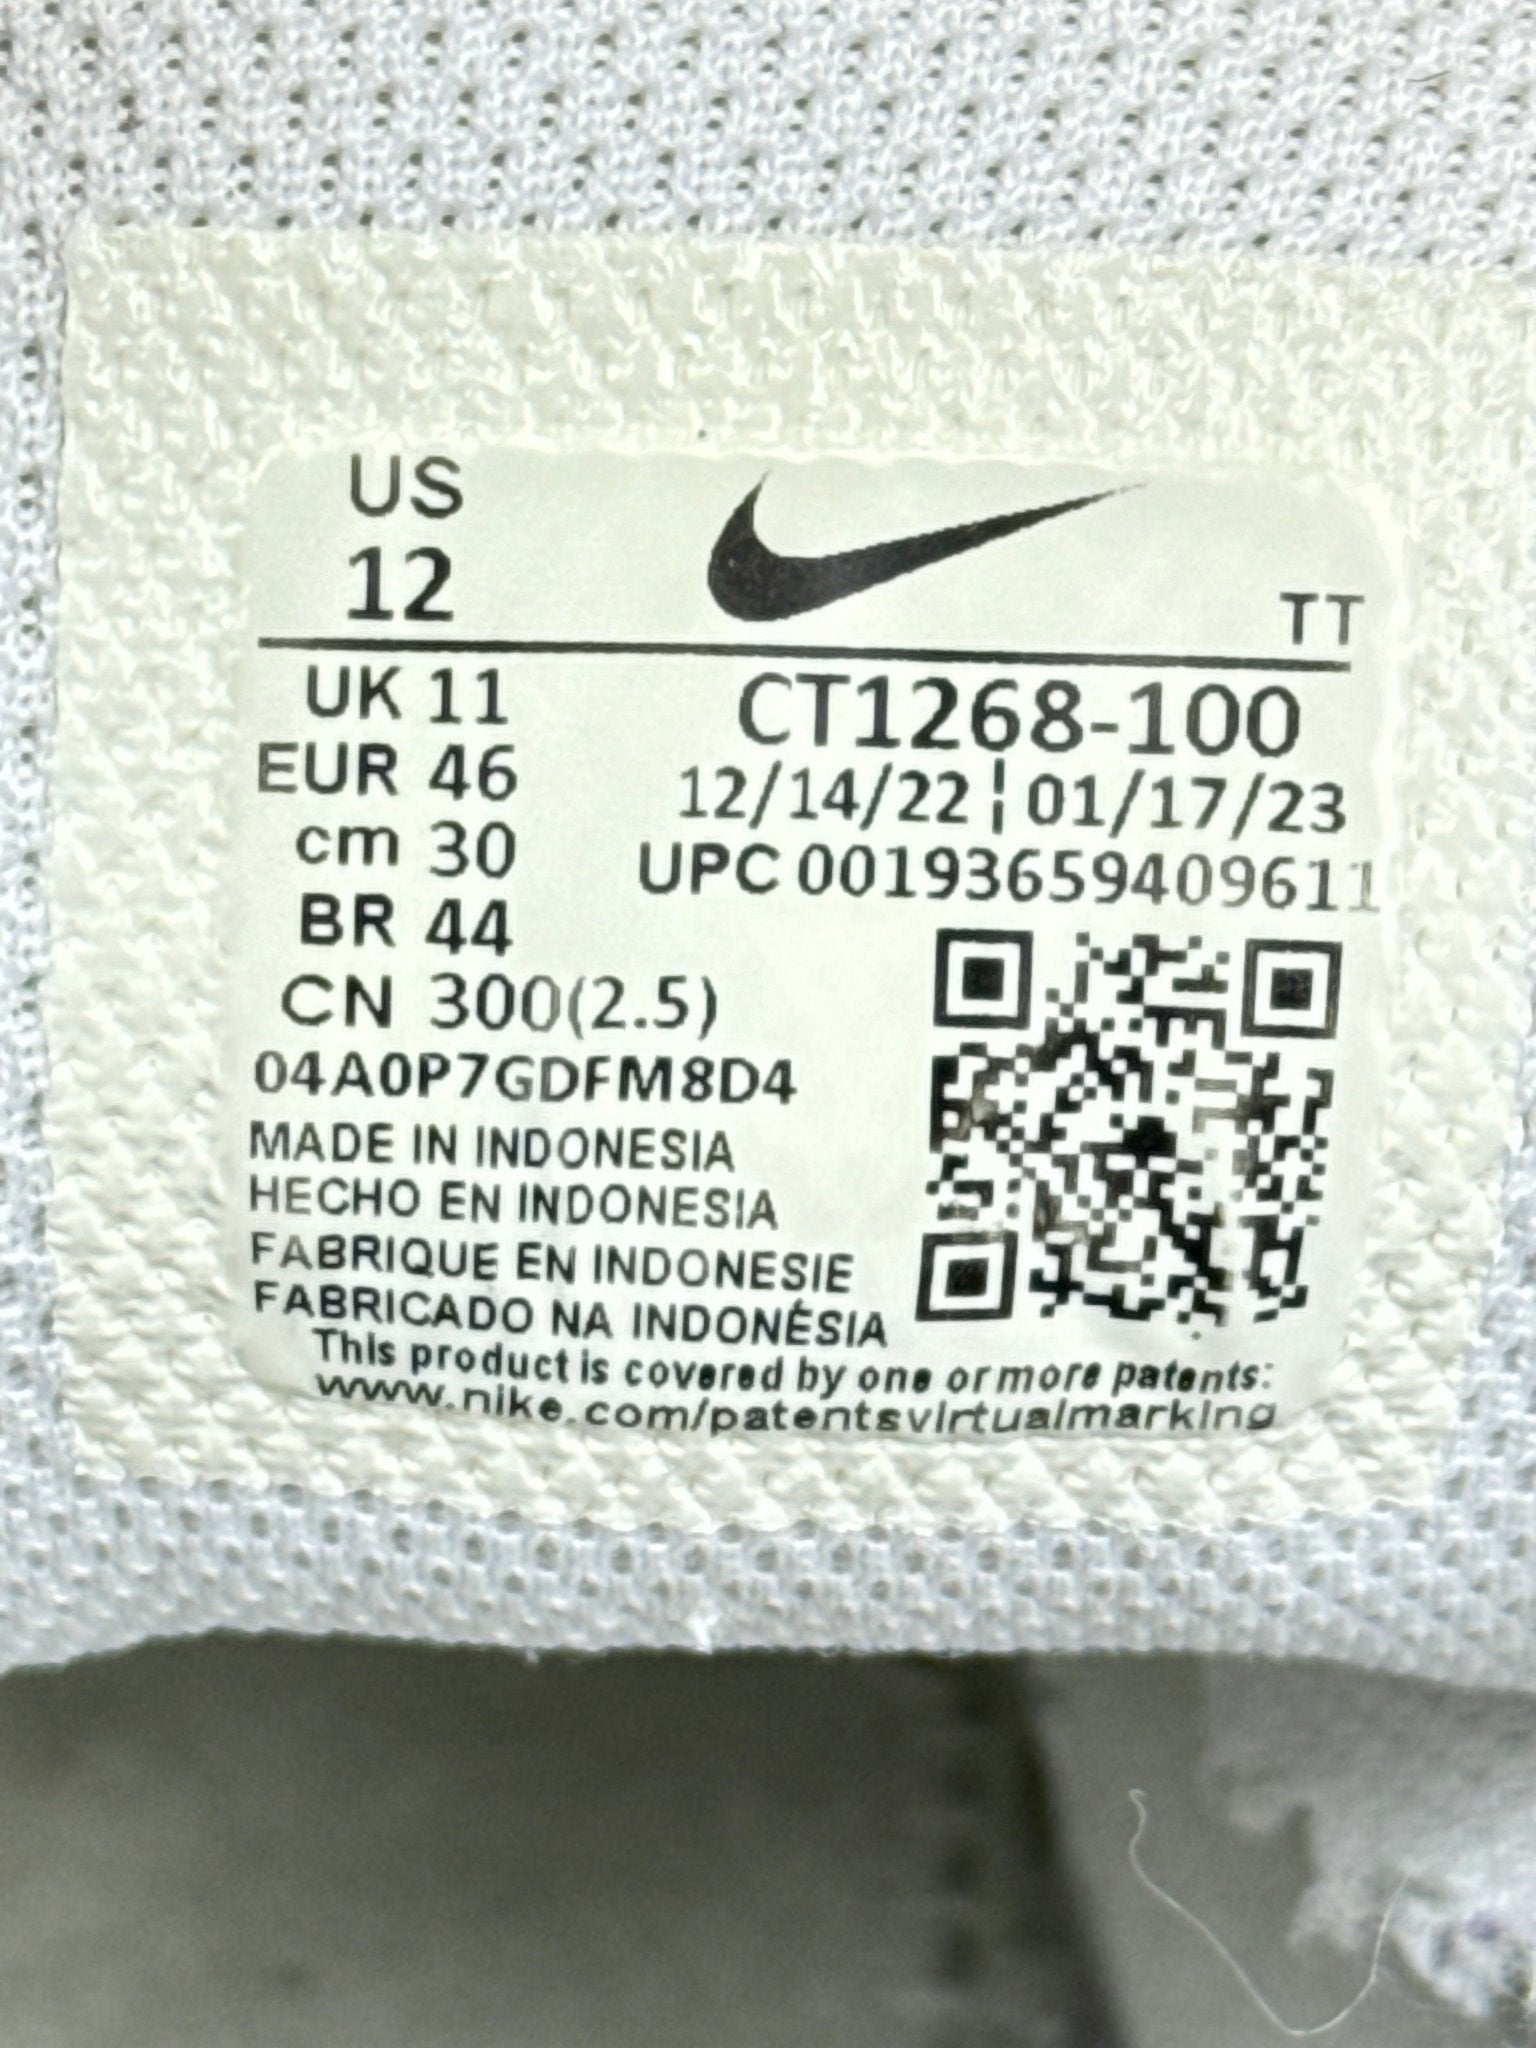 US
12
TT
UK 11
EUR 46
cm 30
BR 44
CN 300(2.5)
CT1268-100
12/14/22 ¦ 01/17/23
UPC 00193659409611
04A0P7GDFM8D4
MADE IN INDONESIA
HECHO EN INDONESIA
FABRIQUE EN INDONESIE
FABRICADO NA INDONÉSIA
This product is covered by one or more patents:
www.nike.com/patentsvirtualmarking